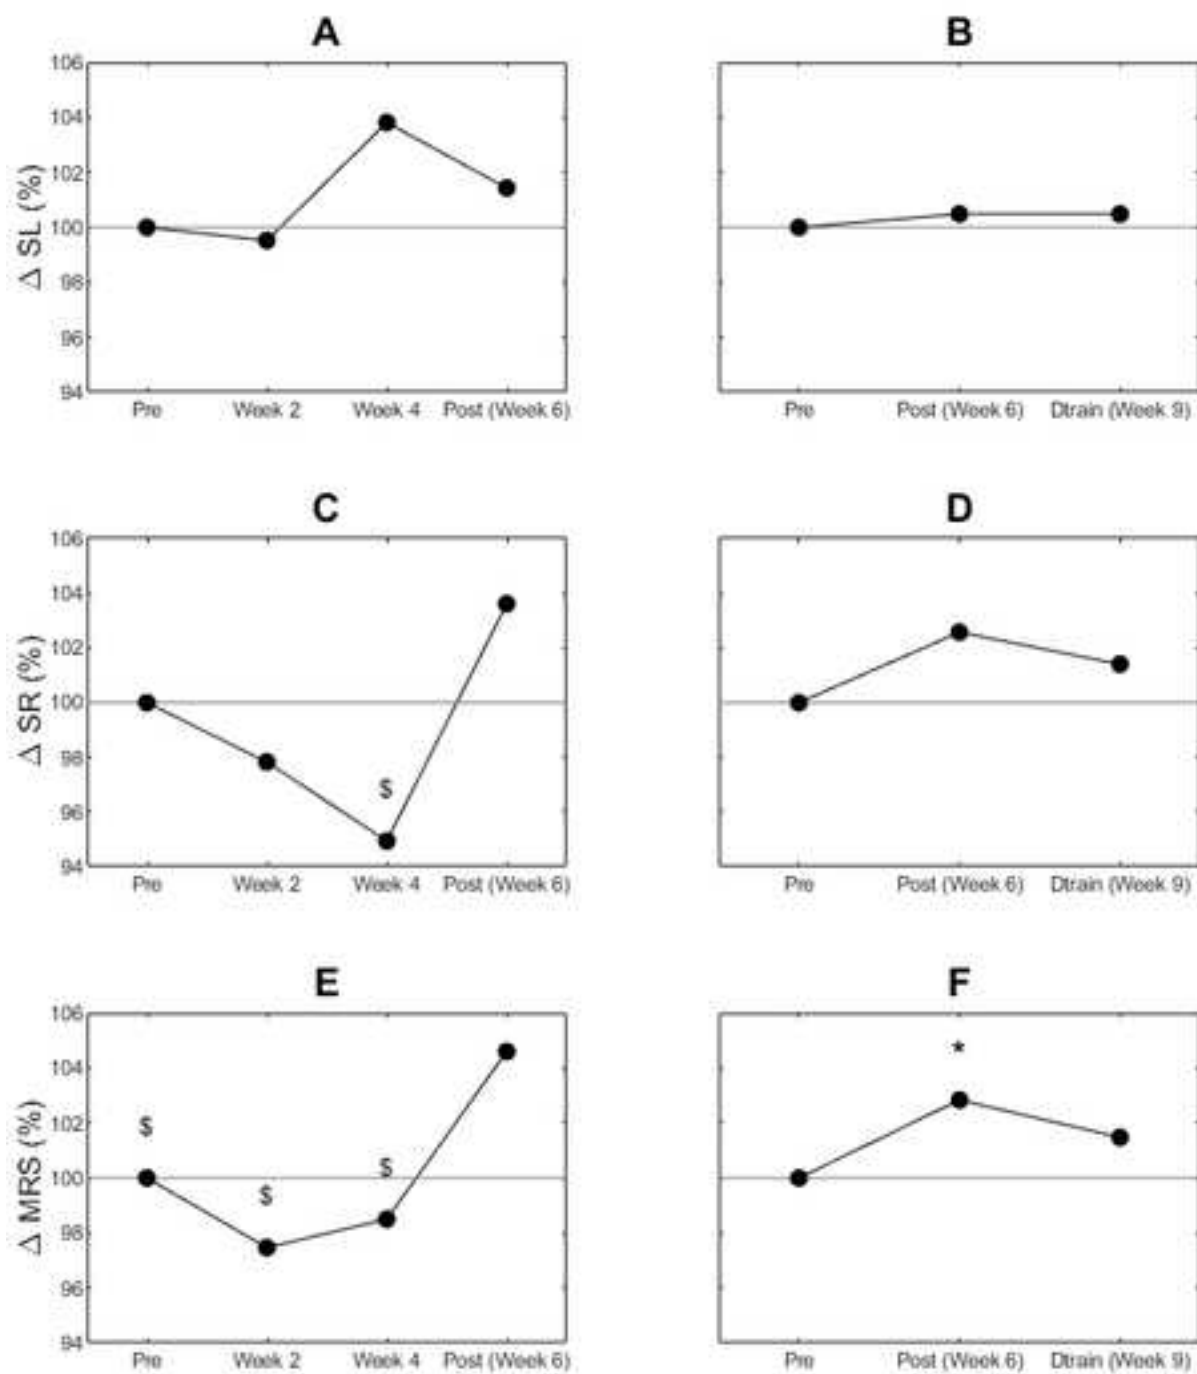 A
106
104
102
100
98
96
94
Δ SL (%)
Pre Week 2 Week 4 Post (Week 6)
B
Pre Post (Week 6) Dtrain (Week 9)
C
106
104
102
100
98
96
94
Δ SR (%)
$
Pre Week 2 Week 4 Post (Week 6)
D
Pre Post (Week 6) Dtrain (Week 9)
E
106
104
102
100
98
96
94
Δ MRS (%)
$ $ $
Pre Week 2 Week 4 Post (Week 6)
F
*
Pre Post (Week 6) Dtrain (Week 9)